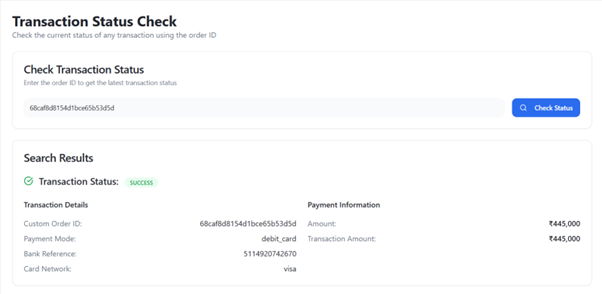 Transaction Status Check
Check the current status of any transaction using the order ID
Check Transaction Status
Enter the order ID to get the latest transaction status
68caf8d8154d1bce65b53d5d
Check Status
Search Results
Transaction Status: SUCCESS
Transaction Details
Custom Order ID: 68caf8d8154d1bce65b53d5d
Payment Mode: debit_card
Bank Reference: 5114920742670
Card Network: visa
Payment Information
Amount: ₹445,000
Transaction Amount: ₹445,000